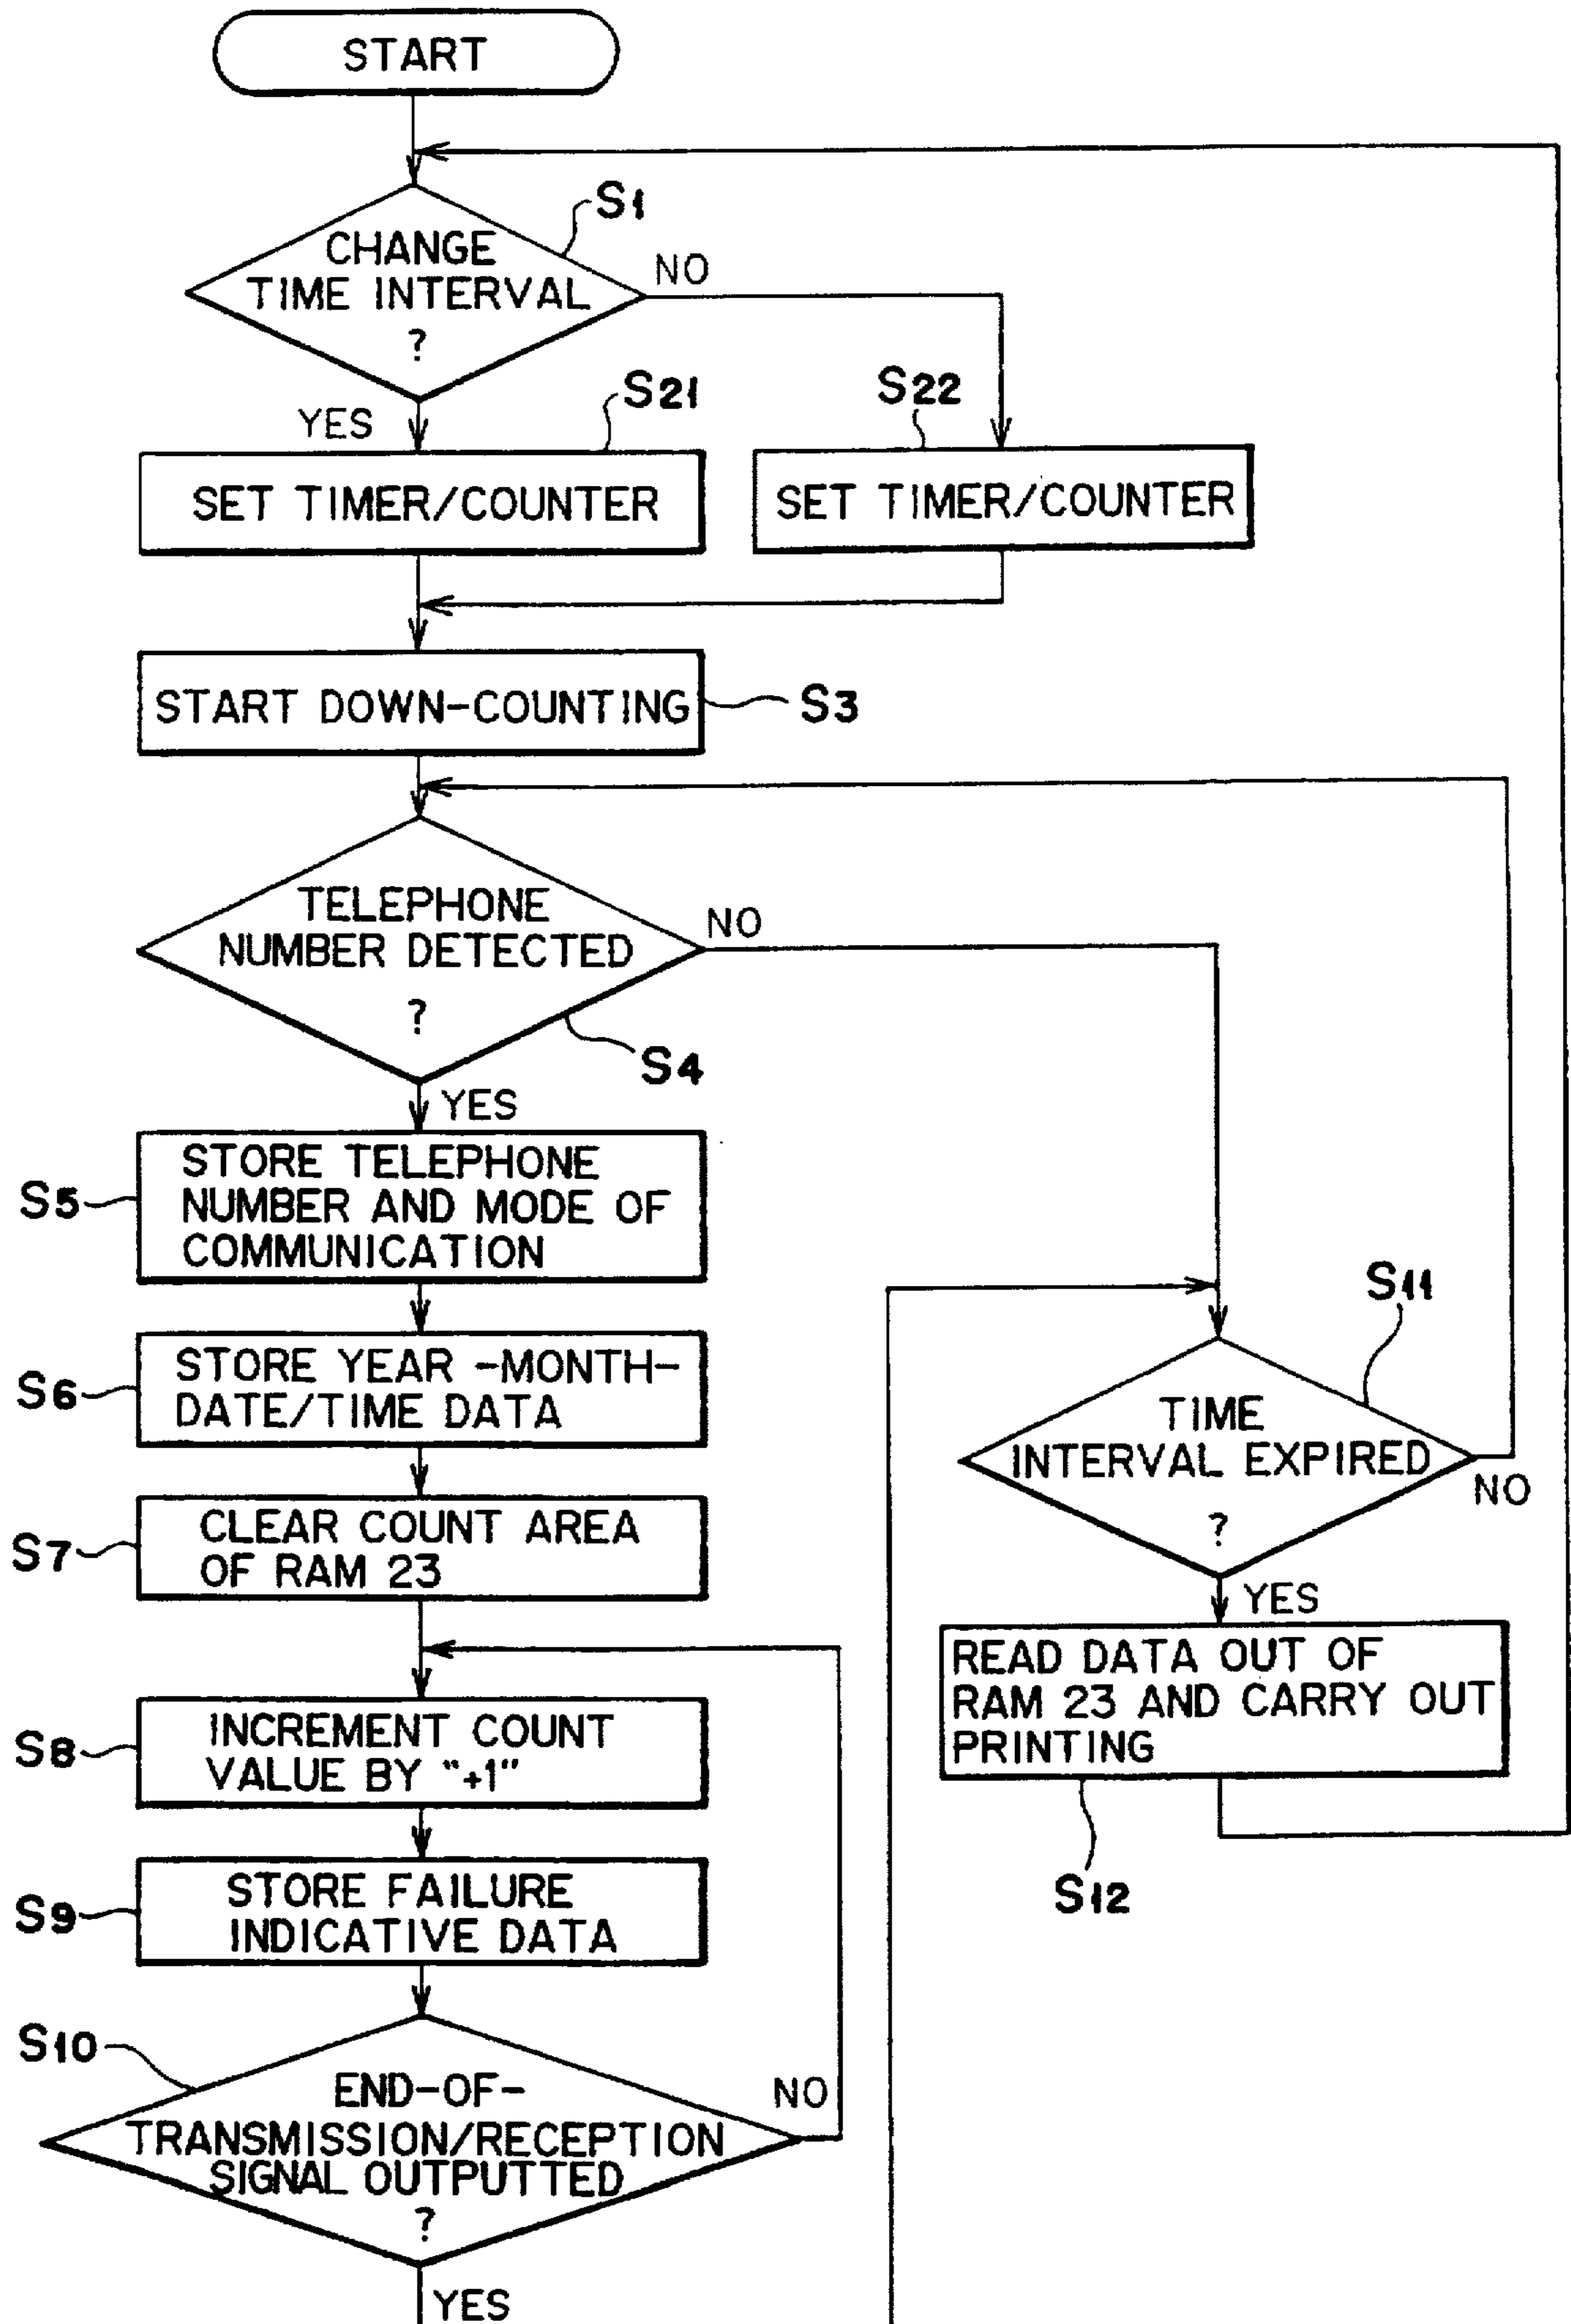 START
S1
CHANGE
TIME INTERVAL
?
NO
YES
S21
S22
SET TIMER/COUNTER
SET TIMER/COUNTER
START DOWN-COUNTING
S3
TELEPHONE
NUMBER DETECTED
?
NO
S4
YES
S5
STORE TELEPHONE
NUMBER AND MODE OF
COMMUNICATION
S6
STORE YEAR -MONTH-
DATE/TIME DATA
S7
CLEAR COUNT AREA
OF RAM 23
S8
INCREMENT COUNT
VALUE BY "+1"
S9
STORE FAILURE
INDICATIVE DATA
S10
END-OF-
TRANSMISSION/RECEPTION
SIGNAL OUTPUTTED
?
NO
YES
S11
TIME
INTERVAL EXPIRED
?
NO
YES
READ DATA OUT OF
RAM 23 AND CARRY OUT
PRINTING
S12